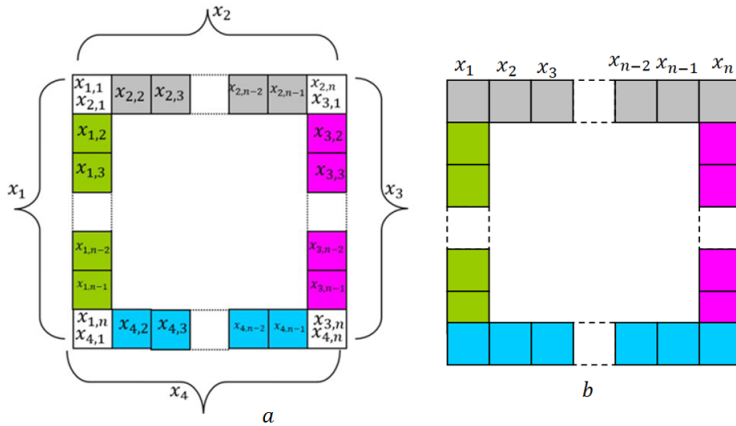 x₂
x₁,₁ x₂,ₙ
x₂,₁ x₂,₂ x₂,₃ x₂,ₙ₋₂ x₂,ₙ₋₁ x₃,₁
x₁,₂ x₃,₂
x₁,₃ x₃,₃
x₁ x₃
x₁,ₙ₋₂ x₃,ₙ₋₂
x₁,ₙ₋₁ x₃,ₙ₋₁
x₁,ₙ x₃,ₙ
x₄,₁ x₄,₂ x₄,₃ x₄,ₙ₋₂ x₄,ₙ₋₁ x₄,ₙ
x₄
a
x₁ x₂ x₃ xₙ₋₂ xₙ₋₁ xₙ
b